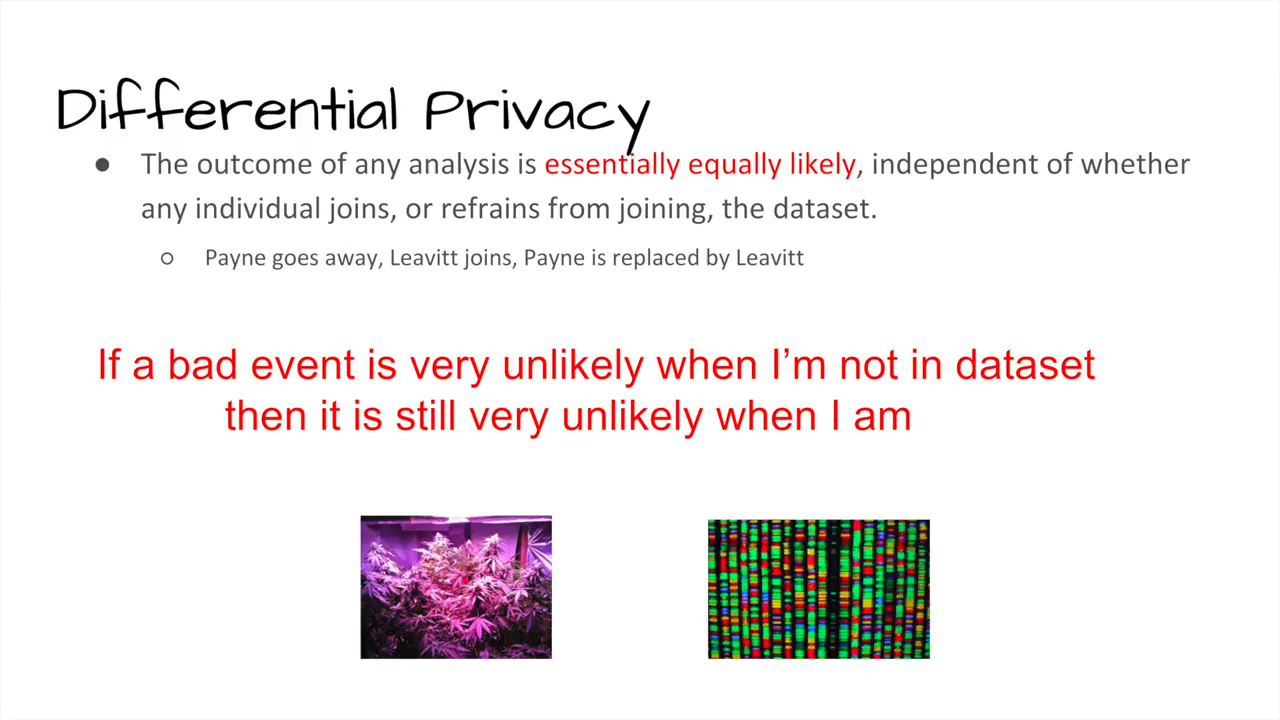 Differential Privacy
● The outcome of any analysis is essentially equally likely, independent of whether
any individual joins, or refrains from joining, the dataset.
○ Payne goes away, Leavitt joins, Payne is replaced by Leavitt
If a bad event is very unlikely when I’m not in dataset
then it is still very unlikely when I am